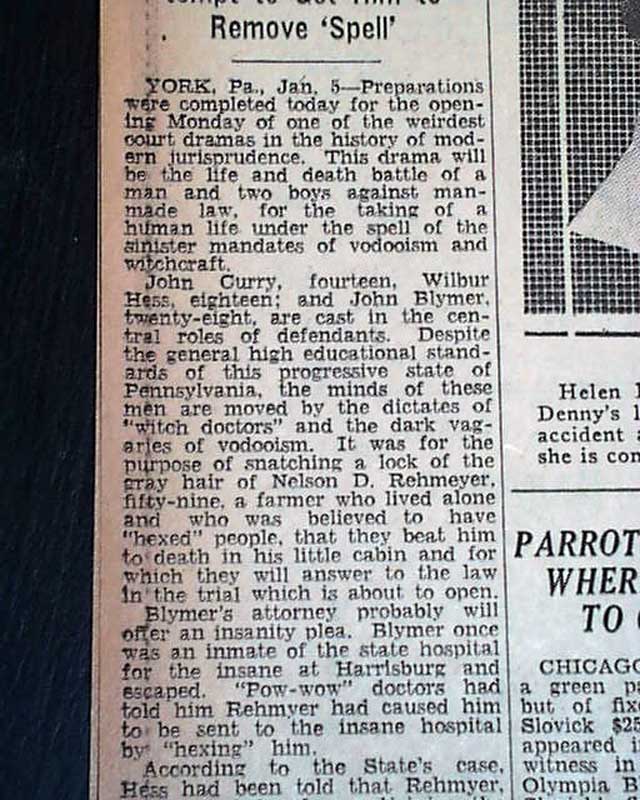 Remove 'Spell'
YORK, Pa., Jan. 5—Preparations
were completed today for the open-
ing Monday of one of the weirdest
court dramas in the history of mod-
ern jurisprudence. This drama will
be the life and death battle of a
man and two boys against man-
made law, for the taking of a
human life under the spell of the
sinister mandates of vodooism and
witchcraft.
John Curry, fourteen, Wilbur
Hess, eighteen; and John Blymer,
twenty-eight, are cast in the cen-
tral roles of defendants. Despite
the general high educational stand-
ards of this progressive state of
Pennsylvania, the minds of these
men are moved by the dictates of
"witch doctors" and the dark vag-
aries of vodooism. It was for the
purpose of snatching a lock of the
gray hair of Nelson D. Rehmeyer,
fifty-nine, a farmer who lived alone
and who was believed to have
"hexed" people, that they beat him
to death in his little cabin and for
which they will answer to the law
in the trial which is about to open.
Blymer's attorney probably will
offer an insanity plea. Blymer once
was an inmate of the state hospital
for the insane at Harrisburg and
escaped. "Pow-wow" doctors had
told him Rehmyer had caused him
to be sent to the insane hospital
by "hexing" him.
According to the State's case,
Hess had been told that Rehmyer,
Helen
Denny's
accident
she is con
PARROT
WHER
TO
CHICAGO
a green pa
but of fix
Slovick $25
appeared i
witness in
Olympia B